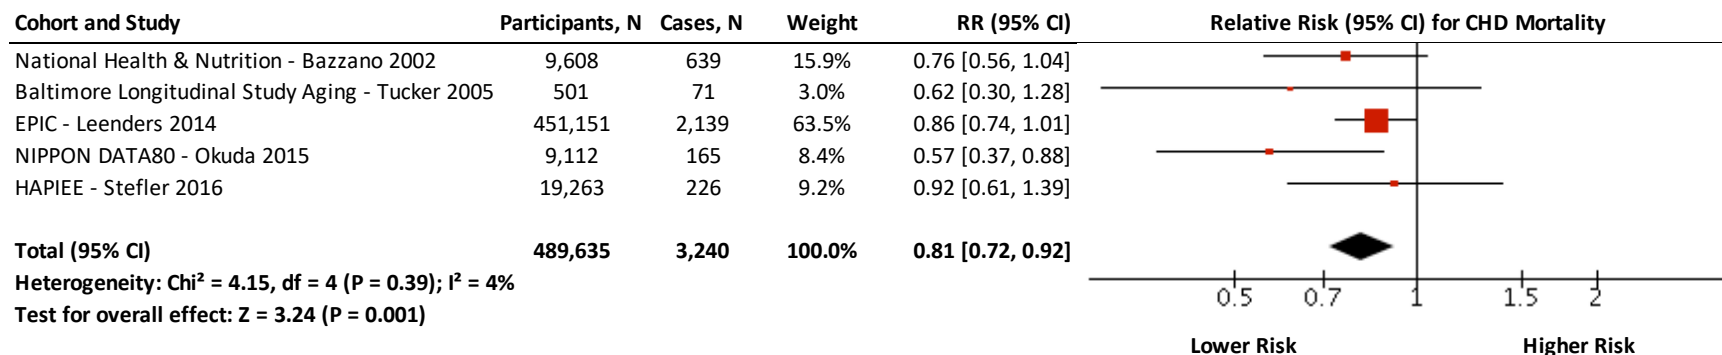 Cohort and Study Participants, N Cases, N Weight RR (95% CI) Relative Risk (95% CI) for CHD Mortality
National Health & Nutrition - Bazzano 2002 9,608 639 15.9% 0.76 [0.56, 1.04]
Baltimore Longitudinal Study Aging - Tucker 2005 501 71 3.0% 0.62 [0.30, 1.28]
EPIC - Leenders 2014 451,151 2,139 63.5% 0.86 [0.74, 1.01]
NIPPON DATA80 - Okuda 2015 9,112 165 8.4% 0.57 [0.37, 0.88]
HAPIEE - Stefler 2016 19,263 226 9.2% 0.92 [0.61, 1.39]
Total (95% CI) 489,635 3,240 100.0% 0.81 [0.72, 0.92]
Heterogeneity: Chi² = 4.15, df = 4 (P = 0.39); I² = 4%
0.5 0.7 1 1.5 2
Test for overall effect: Z = 3.24 (P = 0.001)
Lower Risk Higher Risk